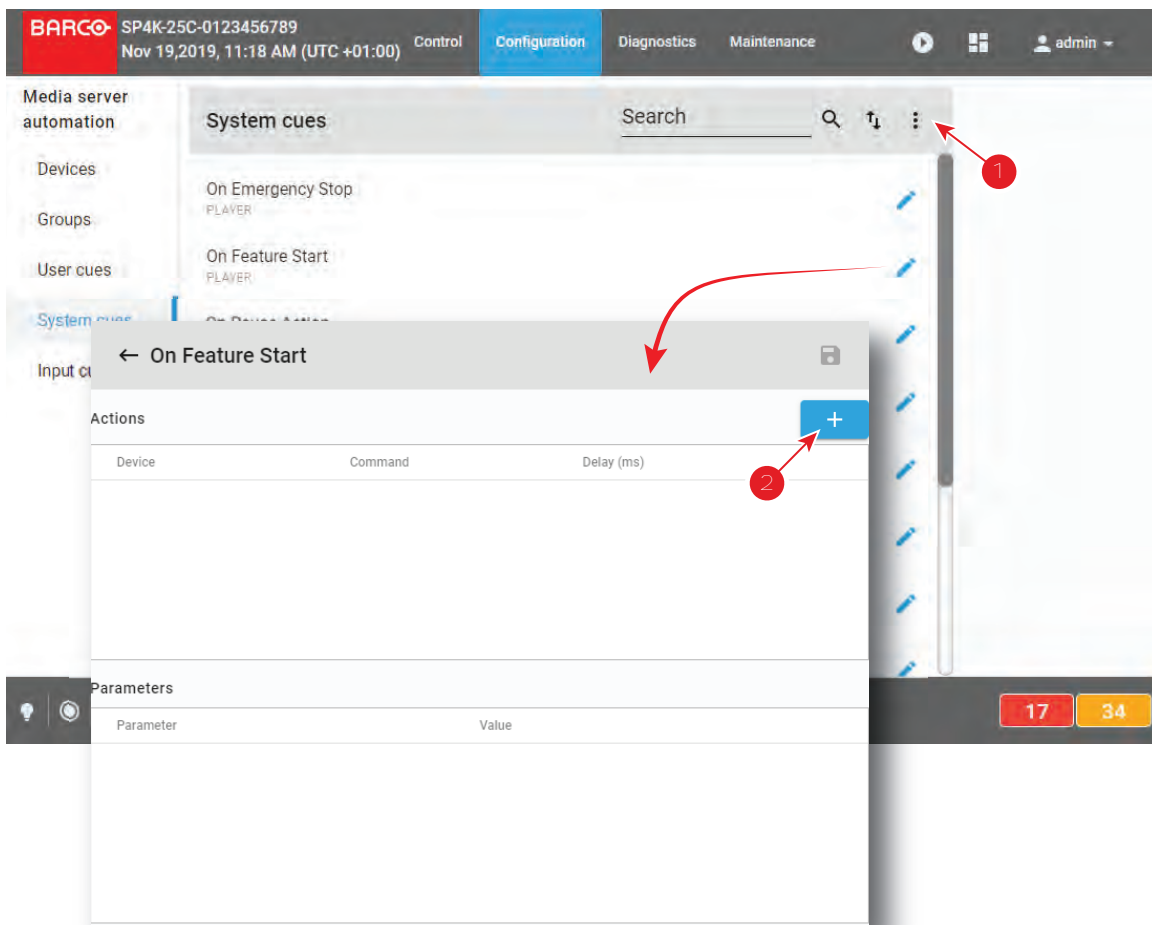 BARCO
SP4K-25C-0123456789
Nov 19,2019, 11:18 AM (UTC +01:00)
Control
Configuration
Diagnostics
Maintenance
admin
Media server
automation
Devices
Groups
User cues
System cues
System cues
Search
1
On Emergency Stop
PLAYER
On Feature Start
PLAYER
On Feature Start
Actions
Device
Command
Delay (ms)
2
Parameters
Parameter
Value
17
34